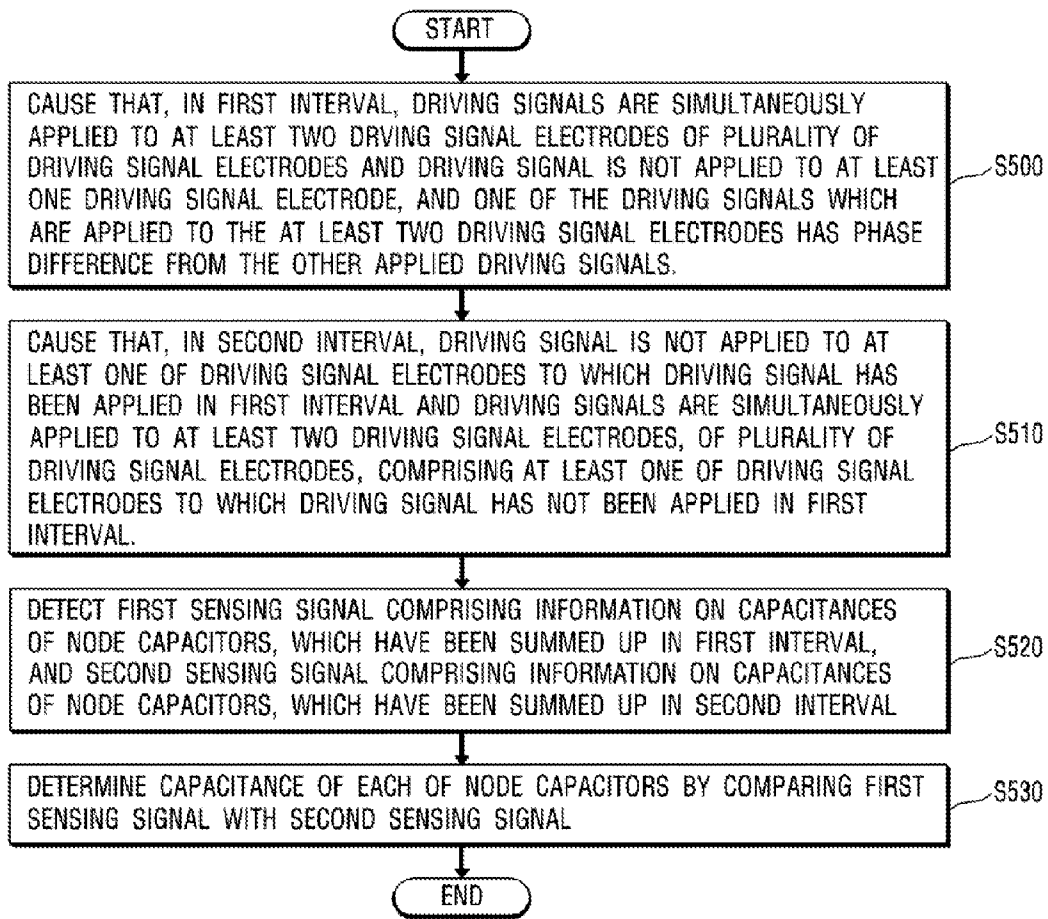 START
CAUSE THAT, IN FIRST INTERVAL, DRIVING SIGNALS ARE SIMULTANEOUSLY
APPLIED TO AT LEAST TWO DRVING SIGNAL ELECTRODES OF PLURALITY OF
DRIVING SIGNAL ELECTRODES AND DRIVING SIGNAL IS NOT APPLIED TO AT LEAST
ONE DRIVING SIGNAL ELECTRODE, AND ONE OF THE DRIVING SIGNALS WHICH
ARE APPLIED TO THE AT LEAST TWO DRIVING SIGNAL ELECTRODES HAS PHASE
DIFFERENCE FROM THE OTHER APPLIED DRIVING SIGNALS.
S500
CAUSE THAT, IN SECOND INTERVAL, DRIVING SIGNAL IS NOT APPLIED TO AT
LEAST ONE OF DRIVING SIGNAL ELECTRODES TO WHICH DRIVING SIGNAL HAS
BEEN APPLIED IN FIRST INTERVAL AND DRIVING SIGNALS ARE SIMULTANEOUSLY
APPLIED TO AT LEAST TWO DRIVING SIGNAL ELECTRODES, OF PLURALITY OF
DRIVING SIGNAL ELECTRODES, COMPRISING AT LEAST ONE OF DRIVING SIGNAL
ELECTRODES TO WHICH DRIVING SIGNAL HAS NOT BEEN APPLIED IN FIRST
INTERVAL.
S510
DETECT FIRST SENSING SIGNAL COMPRISING INFORMATION ON CAPACITANCES
OF NODE CAPACITORS, WHICH HAVE BEEN SUMMED UP IN FIRST INTERVAL,
AND SECOND SENSING SIGNAL COMPRISING INFORMATION ON CAPACITANCES
OF NODE CAPACITORS, WHICH HAVE BEEN SUMMED UP IN SECOND INTERVAL
S520
DETERMINE CAPACITANCE OF EACH OF NODE CAPACITORS BY COMPARING FIRST
SENSING SIGNAL WITH SECOND SENSING SIGNAL
S530
END